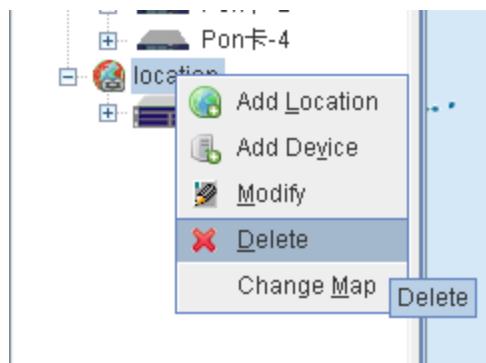 Pon卡-4
location
Add Location
Add Device
Modify
Delete
Change Map
Delete